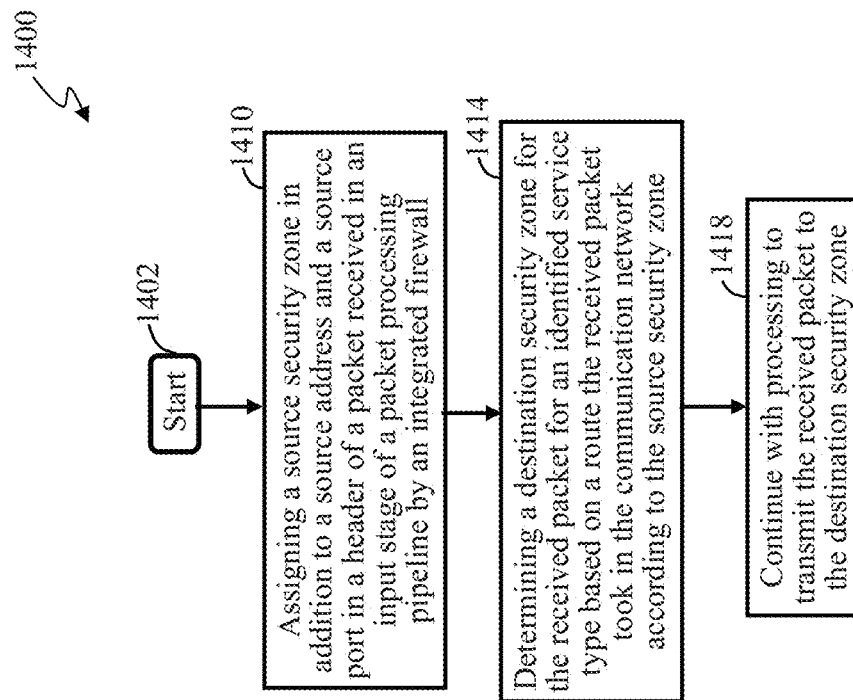 1400
1402
Start
1410
Assigning a source security zone in
addition to a source address and a source
port in a header of a packet received in an
input stage of a packet processing
pipeline by an integrated firewall
1414
Determining a destination security zone for
the received packet for an identified service
type based on a route the received packet
took in the communication network
according to the source security zone
1418
Continue with processing to
transmit the received packet to
the destination security zone